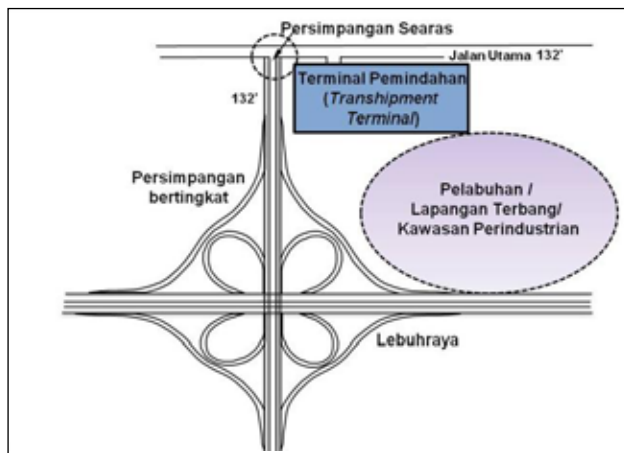 Persimpangan Searas
Jalan Utama 132'
Terminal Pemindahan
(Transhipment
Terminal)
132'
Persimpangan
bertingkat
Pelabuhan /
Lapangan Terbang/
Kawasan Perindustrian
Lebuhraya